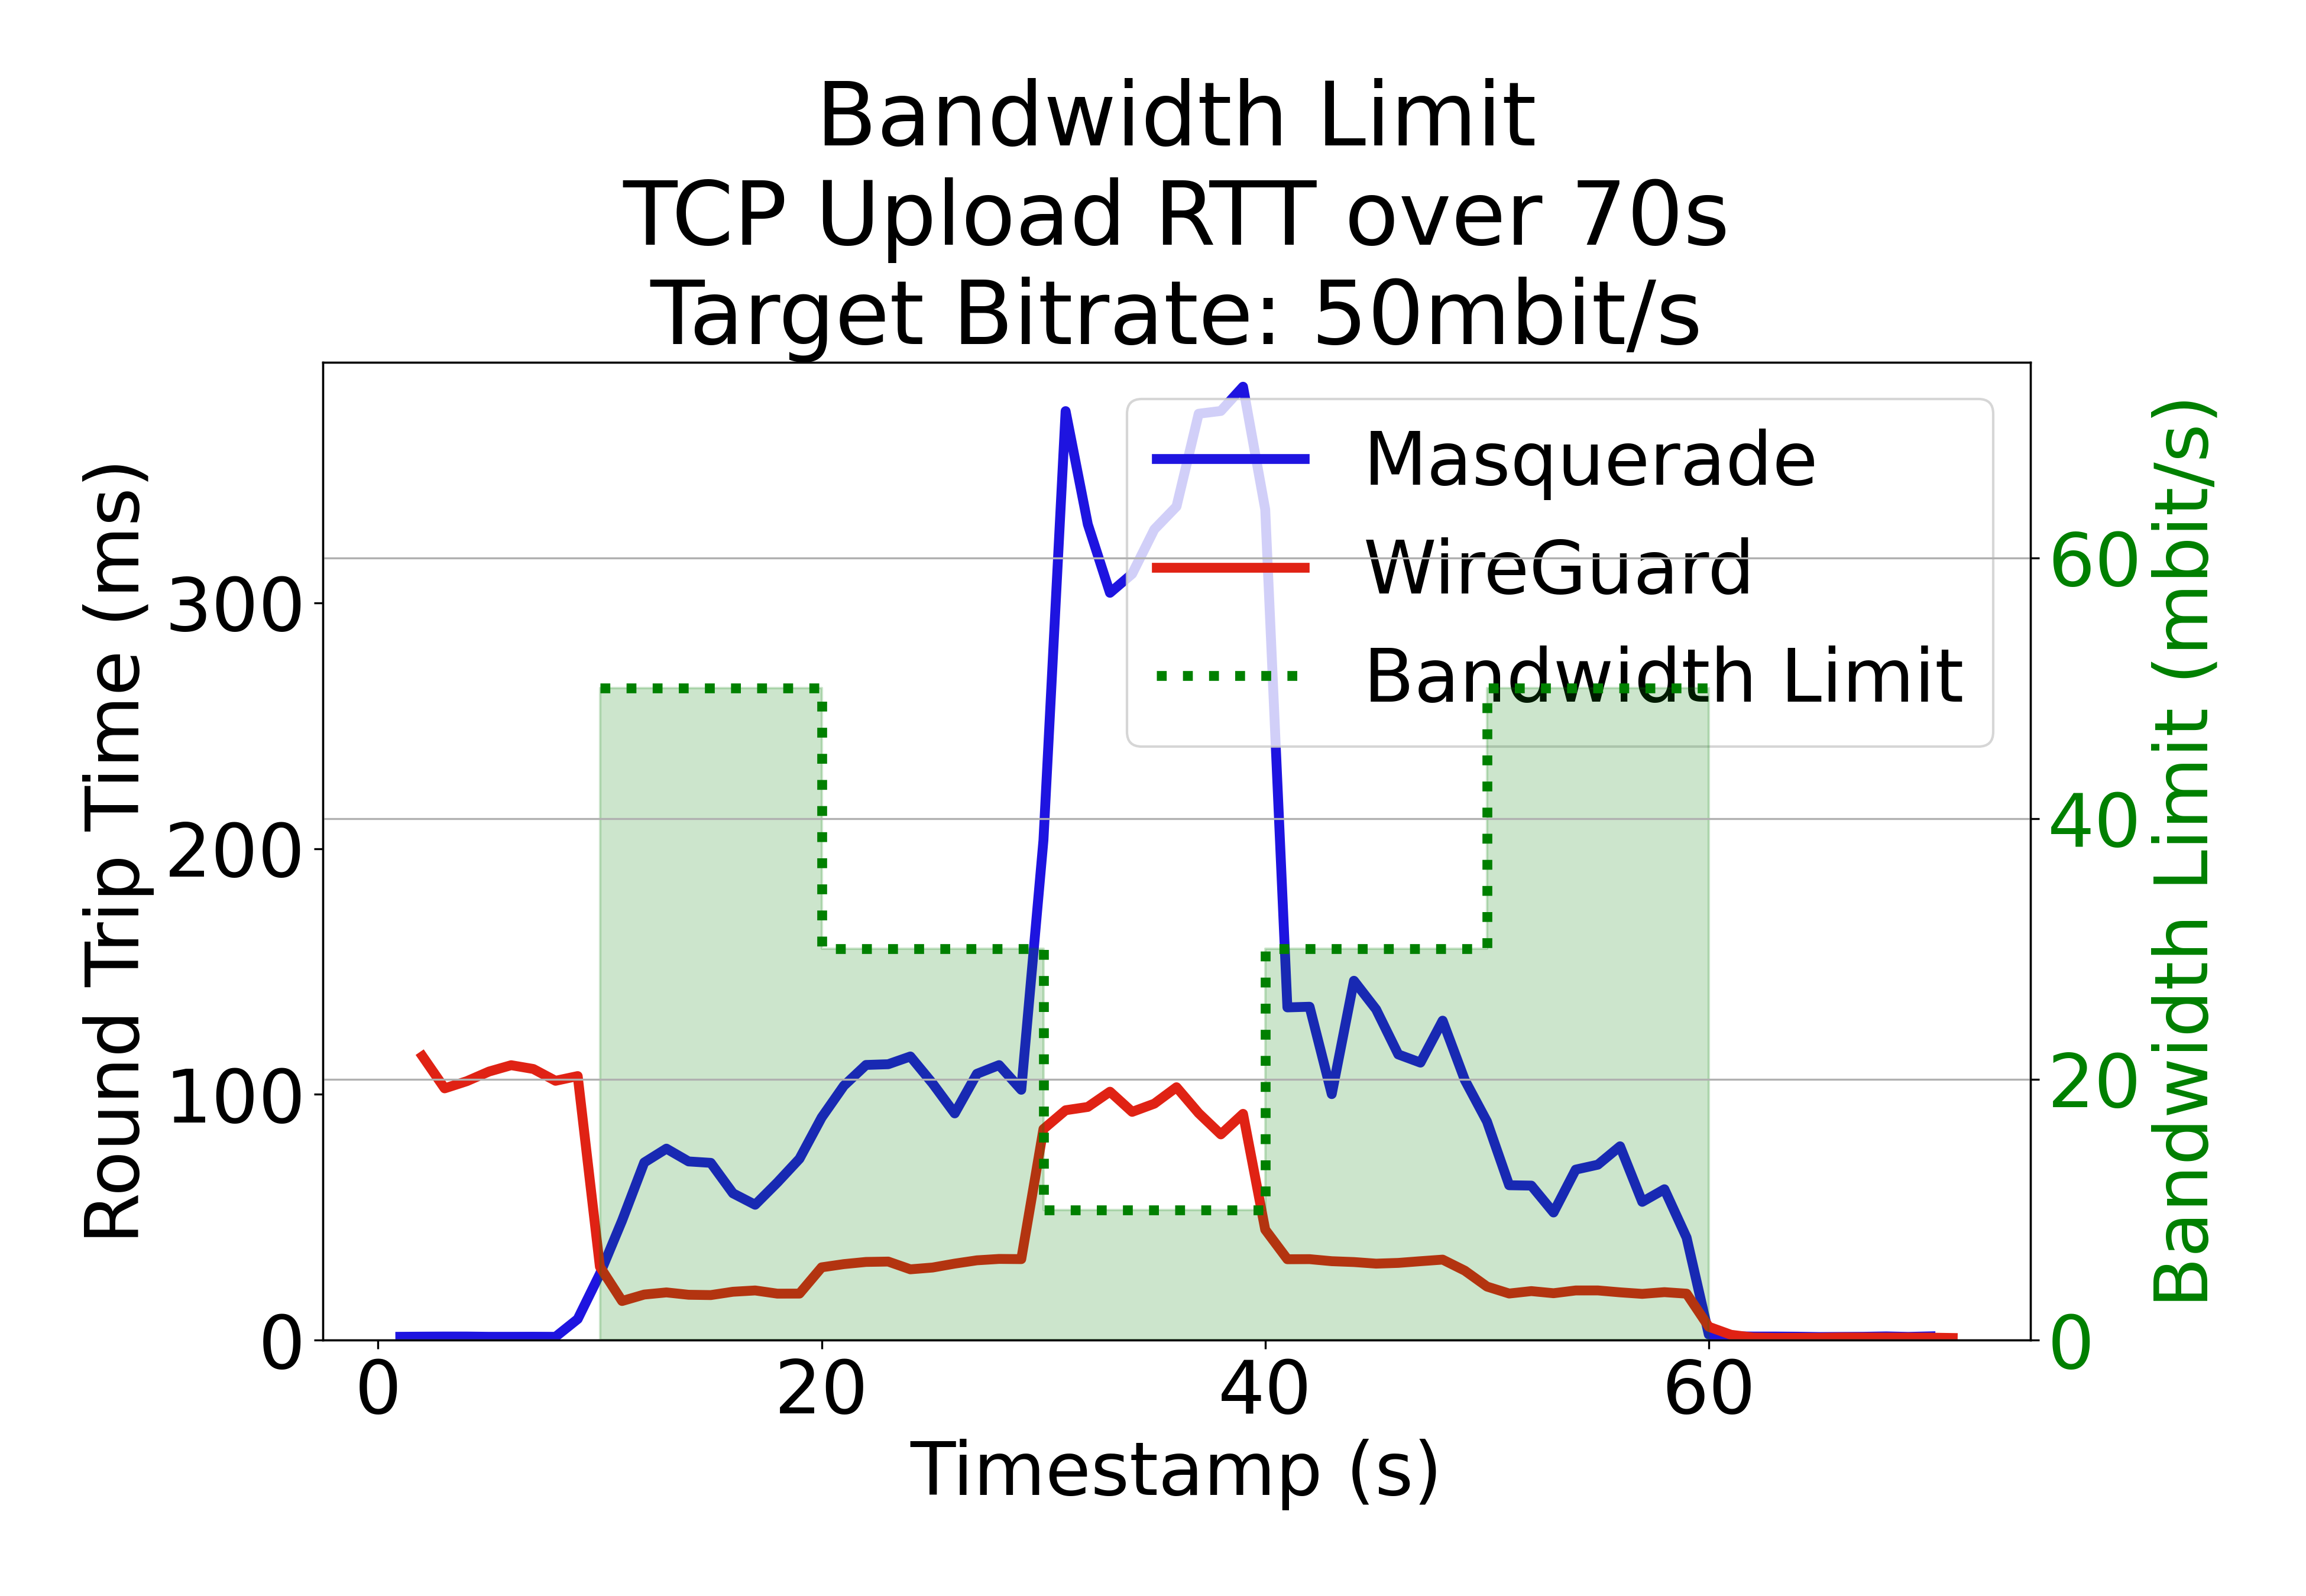 Bandwidth Limit
TCP Upload RTT over 70s
Target Bitrate: 50mbit/s
Round Trip Time (ms)
300
200
100
0
Masquerade
WireGuard
Bandwidth Limit
60
40
20
0
Bandwidth Limit (mbit/s)
0 20 40 60
Timestamp (s)